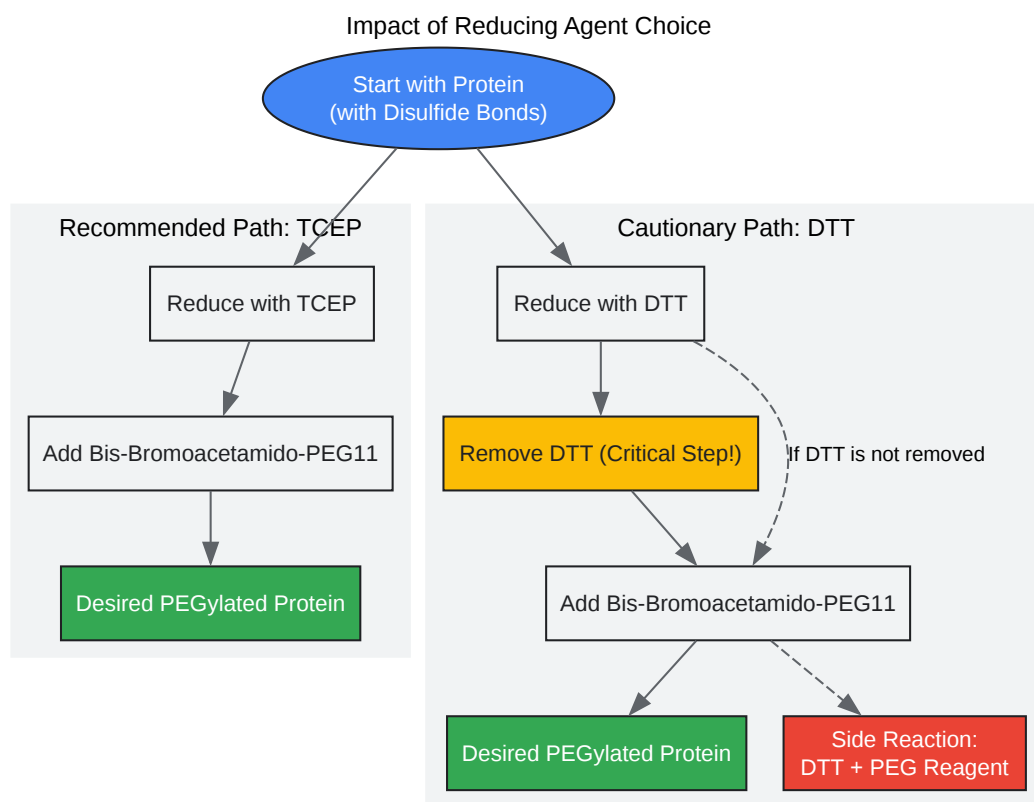 Impact of Reducing Agent Choice
Start with Protein
(with Disulfide Bonds)
Recommended Path: TCEP
Reduce with TCEP
Add Bis-Bromoacetamido-PEG11
Desired PEGylated Protein
Cautionary Path: DTT
Reduce with DTT
Remove DTT (Critical Step!)
If DTT is not removed
Add Bis-Bromoacetamido-PEG11
Desired PEGylated Protein
Side Reaction:
DTT + PEG Reagent